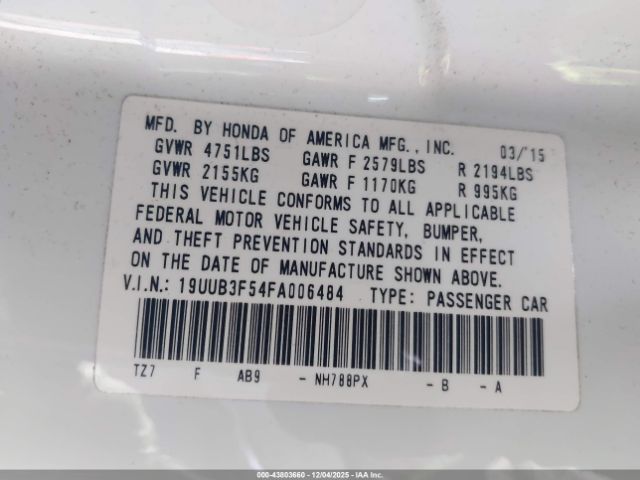 MFD. BY HONDA OF AMERICA MFG., INC. 03/'15
GVWR 4751LBS GAWR F 2579LBS R 2194LBS
GVWR 2155KG GAWR F 1170KG R 995KG
THIS VEHICLE CONFORMS TO ALL APPLICABLE
FEDERAL MOTOR VEHICLE SAFETY, BUMPER,
AND THEFT PREVENTION STANDARDS IN EFFECT
ON THE DATE OF MANUFACTURE SHOWN ABOVE.
V.I.N.: 19UUB3F54FA006484 TYPE: PASSENGER CAR
TZ7 F AB9 - NH788PX - B - A
000-43803660 - 12/04/2025 - IAAI.COM